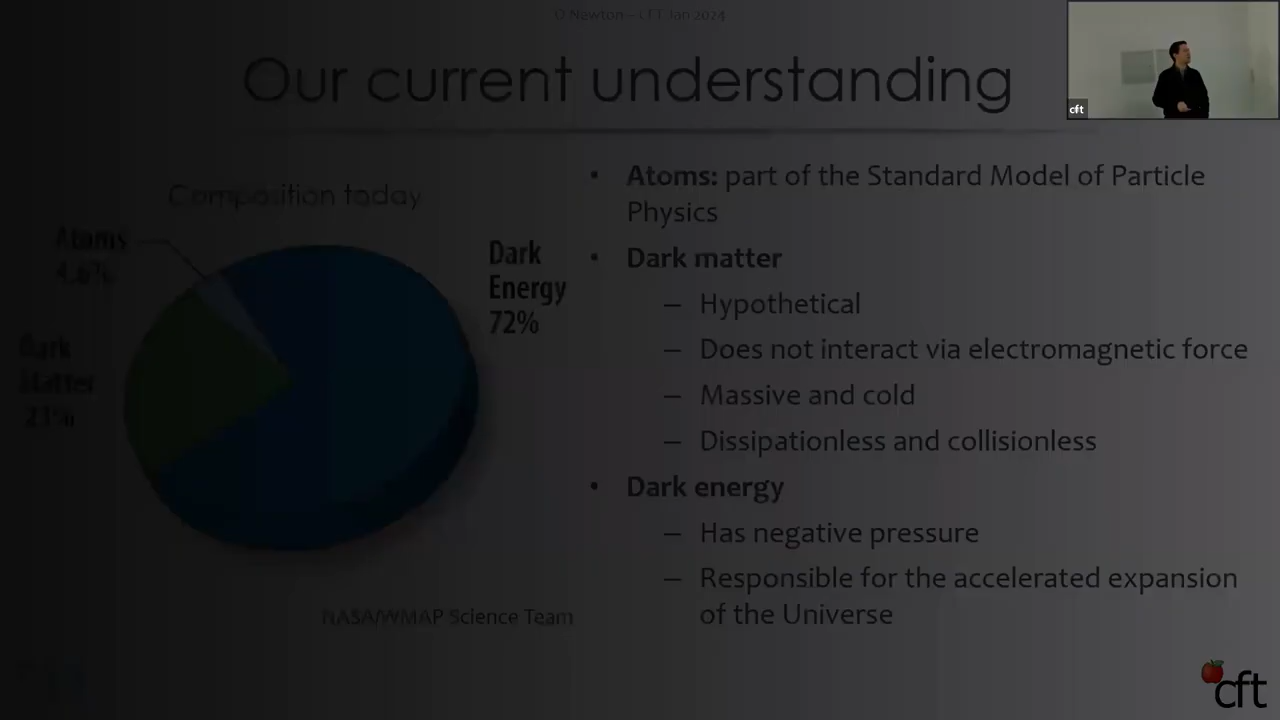 O Newton – CFT Jan 2024
cft
Our current understanding
Composition today
Atoms
4.6%
Dark
Energy
72%
Dark
Matter
23%
NASA/WMAP Science Team
• Atoms: part of the Standard Model of Particle
Physics
• Dark matter
– Hypothetical
– Does not interact via electromagnetic force
– Massive and cold
– Dissipationless and collisionless
• Dark energy
– Has negative pressure
– Responsible for the accelerated expansion
of the Universe
cft